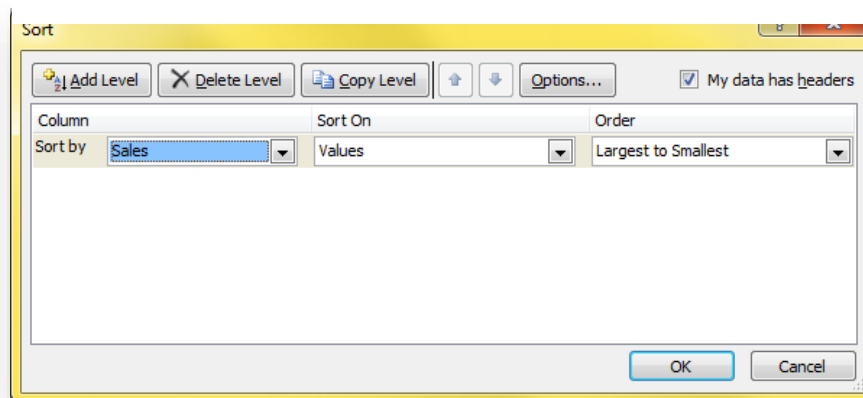 Sort
Add Level Delete Level Copy Level Options... My data has headers
Column Sort On Order
Sort by Sales Values Largest to Smallest
OK Cancel